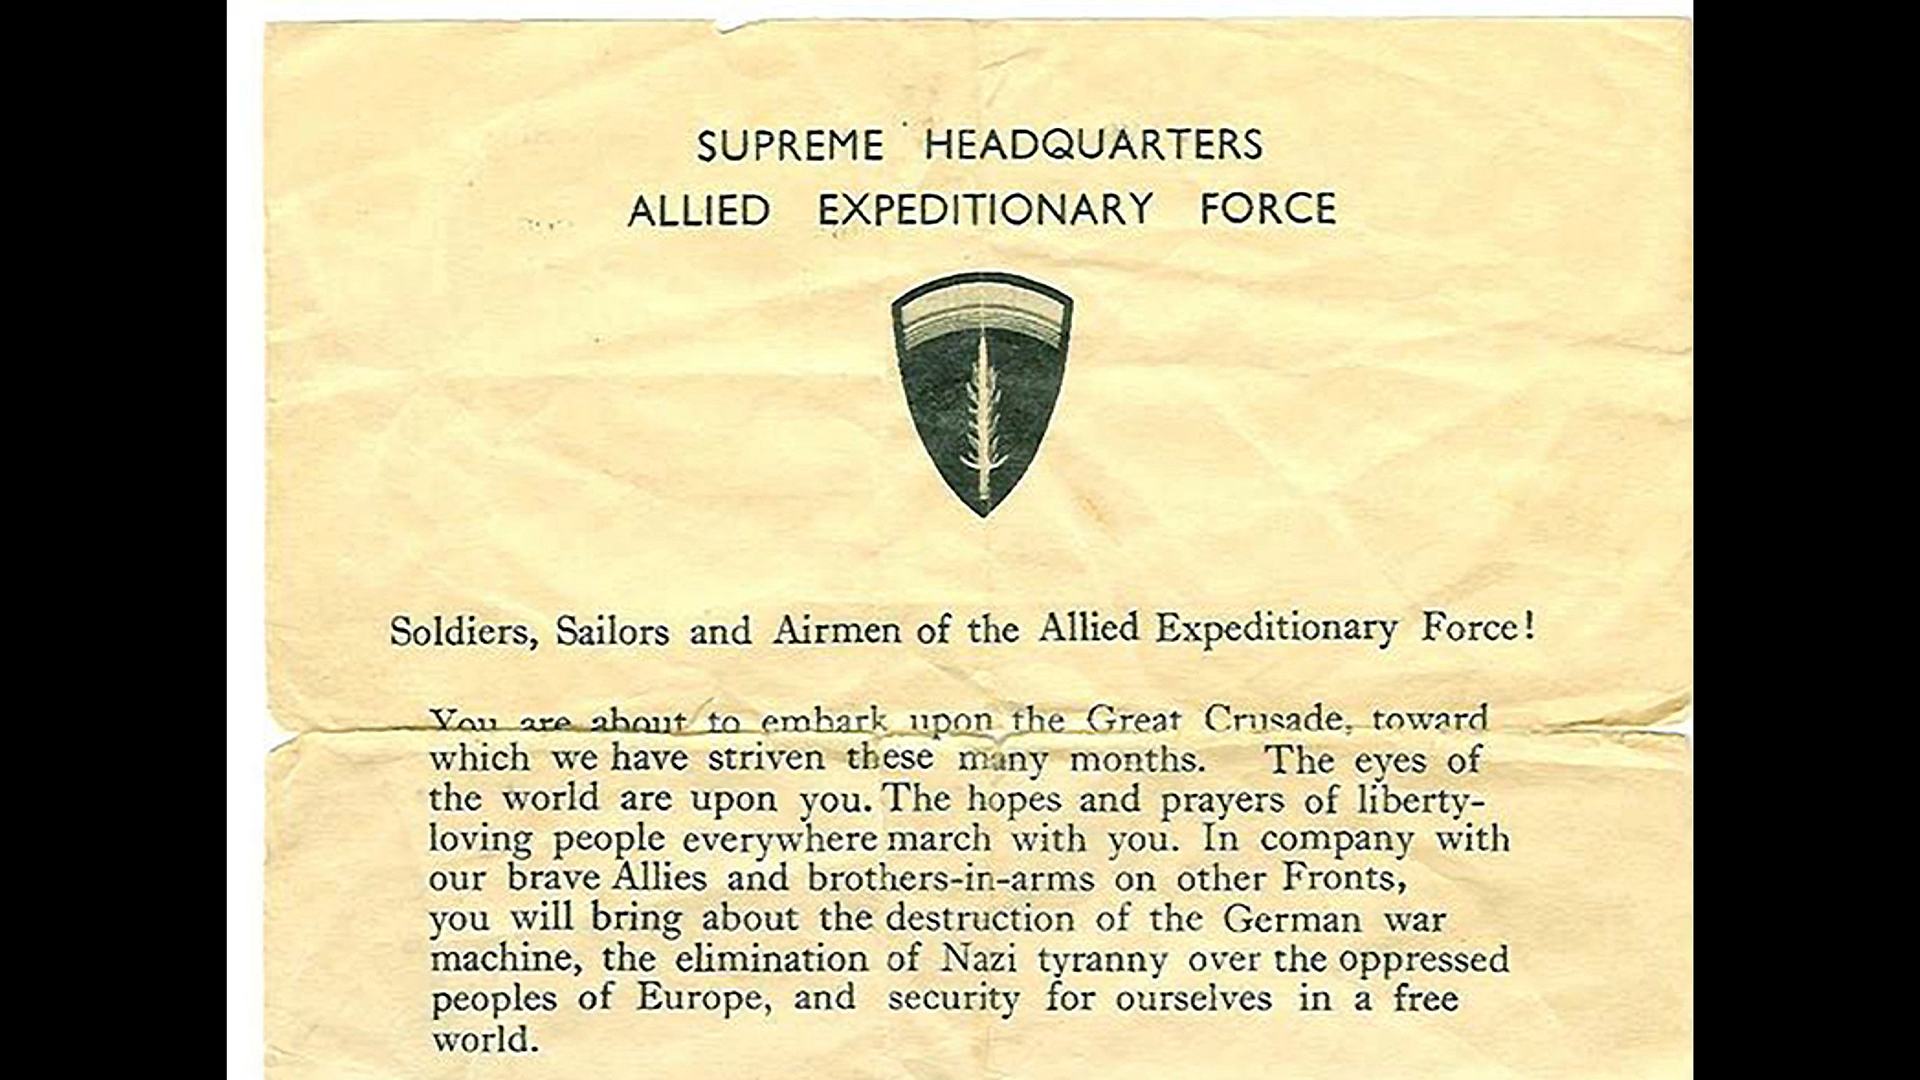 SUPREME HEADQUARTERS
ALLIED EXPEDITIONARY FORCE
Soldiers, Sailors and Airmen of the Allied Expeditionary Force!
You are about to embark upon the Great Crusade, toward
which we have striven these many months. The eyes of
the world are upon you. The hopes and prayers of liberty-
loving people everywhere march with you. In company with
our brave Allies and brothers-in-arms on other Fronts,
you will bring about the destruction of the German war
machine, the elimination of Nazi tyranny over the oppressed
peoples of Europe, and security for ourselves in a free
world.